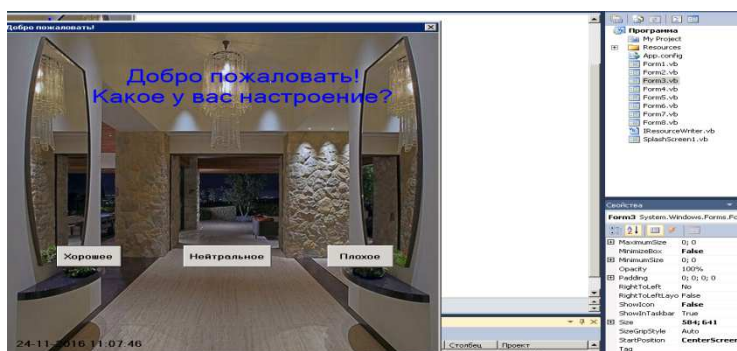 Добро пожаловать!
Добро пожаловать!
Какое у вас настроение?
Хорошее
Нейтральное
Плохое
24-11-2016 11:07:46
Столбец
Проект
Программа
My Project
Resources
App.config
Form1.vb
Form2.vb
Form3.vb
Form4.vb
Form5.vb
Form6.vb
Form7.vb
Form8.vb
IResourceWriter.vb
SplashScreen1.vb
Свойства
Form3 System.Windows.Forms.Fo
MaximumSize 0; 0
MinimizeBox False
MinimumSize 0; 0
Opacity 100%
Padding 0; 0; 0; 0
RightToLeft No
RightToLeftLayo False
ShowIcon False
ShowInTaskbar True
Size 584; 641
SizeGripStyle Auto
StartPosition CenterScreen
Tag